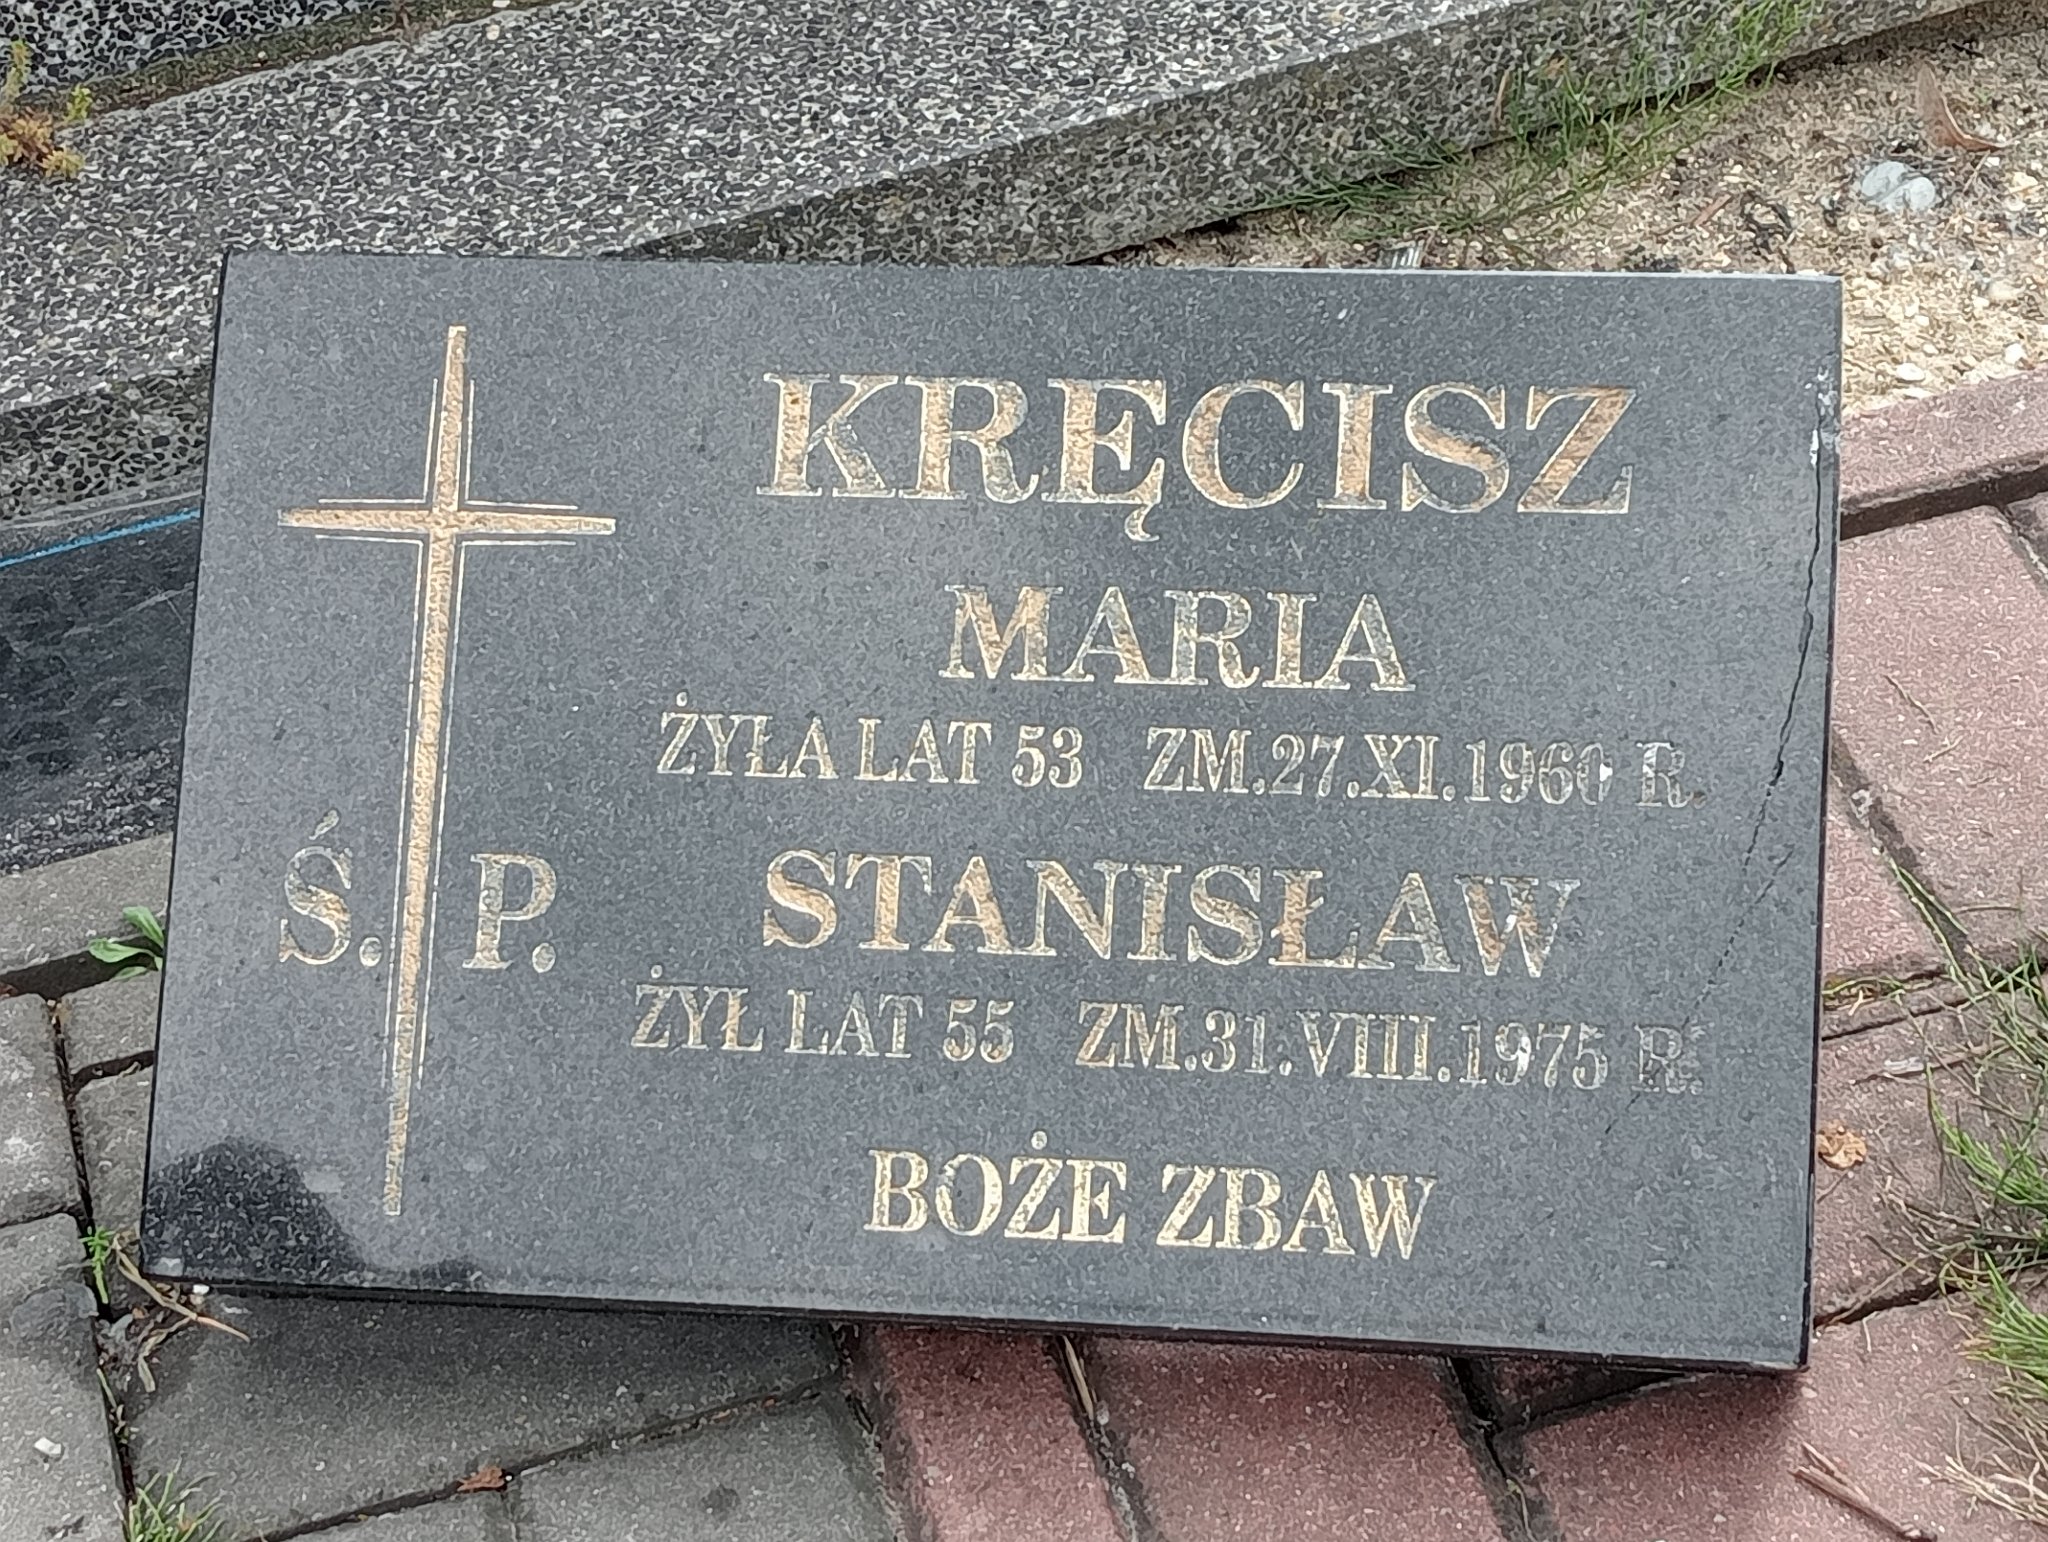 KRĘCISZ
MARIA
ŻYŁA LAT 53 ZM.27.XI.1960 R.
Ś. P.
STANISŁAW
ŻYŁ LAT 55 ZM.31.VIII.1975 R.
BOŻE ZBAW